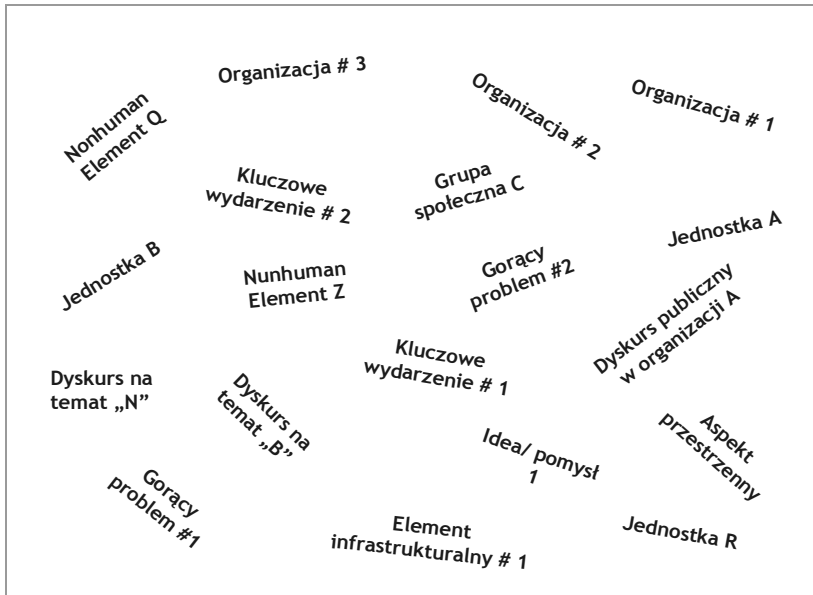 Organizacja # 3
Organizacja # 2
Organizacja # 1
Nonhuman
Element Q
Kluczowe
wydarzenie # 2
Grupa
społeczna C
Jednostka A
Jednostka B
Nunhuman
Element Z
Gorący
problem #2
Dyskurs publiczny
w organizacji A
Kluczowe
wydarzenie # 1
Dyskurs na
temat „N”
Dyskurs na
temat „B”
Idea/ pomysł
1
Aspekt
przestrzenny
Gorący
problem #1
Element
infrastrukturalny # 1
Jednostka R